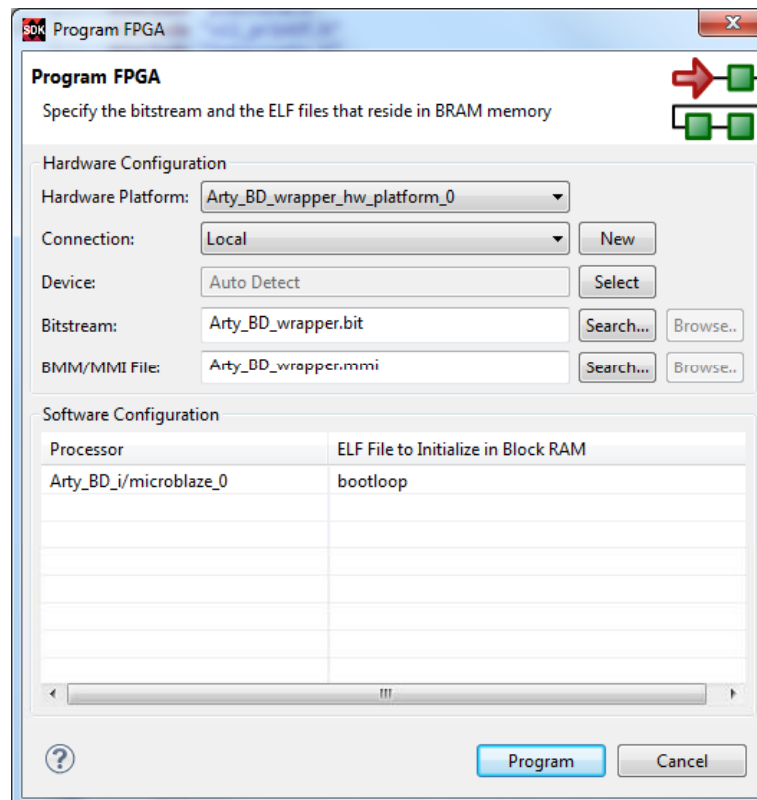 SDK Program FPGA
Program FPGA
Specify the bitstream and the ELF files that reside in BRAM memory
Hardware Configuration
Hardware Platform: Arty_BD_wrapper_hw_platform_0
Connection: Local New
Device: Auto Detect Select
Bitstream: Arty_BD_wrapper.bit Search... Browse..
BMM/MMI File: Arty_BD_wrapper.mmi Search... Browse..
Software Configuration
Processor ELF File to Initialize in Block RAM
Arty_BD_i/microblaze_0 bootloop
? Program Cancel